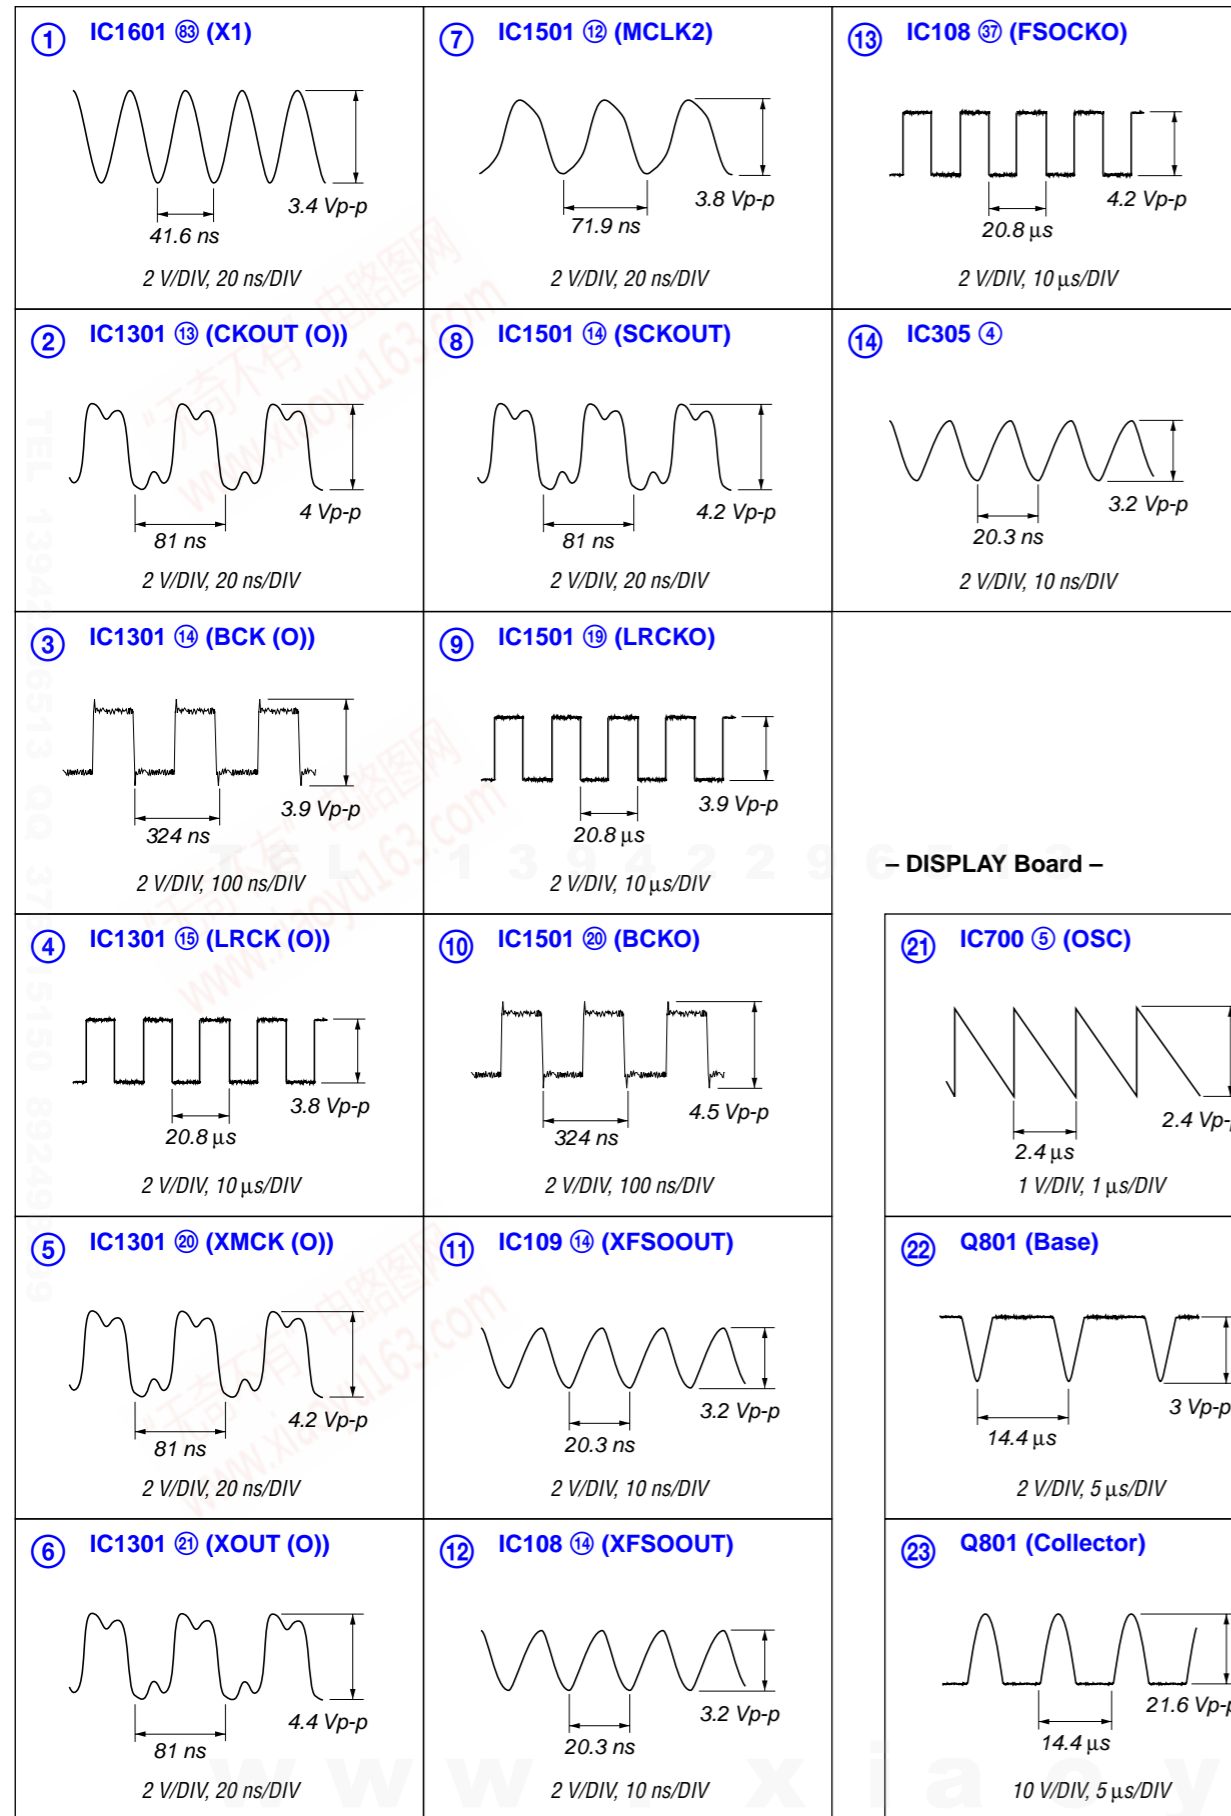 ① IC1601 ㊃ (X1)
3.4 Vp-p
41.6 ns
2 V/DIV, 20 ns/DIV
② IC1301 ⑬ (CKOUT (O))
4 Vp-p
81 ns
2 V/DIV, 20 ns/DIV
③ IC1301 ⑭ (BCK (O))
3.9 Vp-p
324 ns
2 V/DIV, 100 ns/DIV
④ IC1301 ⑮ (LRCK (O))
3.8 Vp-p
20.8 µs
2 V/DIV, 10 µs/DIV
⑤ IC1301 ⑳ (XMCK (O))
4.2 Vp-p
81 ns
2 V/DIV, 20 ns/DIV
⑥ IC1301 ㉑ (XOUT (O))
4.4 Vp-p
81 ns
2 V/DIV, 20 ns/DIV
⑦ IC1501 ⑫ (MCLK2)
3.8 Vp-p
71.9 ns
2 V/DIV, 20 ns/DIV
⑧ IC1501 ⑭ (SCKOUT)
4.2 Vp-p
81 ns
2 V/DIV, 20 ns/DIV
⑨ IC1501 ⑲ (LRCKO)
3.9 Vp-p
20.8 µs
2 V/DIV, 10 µs/DIV
⑩ IC1501 ⑳ (BCKO)
4.5 Vp-p
324 ns
2 V/DIV, 100 ns/DIV
⑪ IC109 ⑭ (XFSOOUT)
3.2 Vp-p
20.3 ns
2 V/DIV, 10 ns/DIV
⑫ IC108 ⑭ (XFSOOUT)
3.2 Vp-p
20.3 ns
2 V/DIV, 10 ns/DIV
⑬ IC108 ㊲ (FSOCKO)
4.2 Vp-p
20.8 µs
2 V/DIV, 10 µs/DIV
⑭ IC305 ④
3.2 Vp-p
20.3 ns
2 V/DIV, 10 ns/DIV
– DISPLAY Board –
㉑ IC700 ⑤ (OSC)
2.4 Vp-p
2.4 µs
1 V/DIV, 1 µs/DIV
㉒ Q801 (Base)
3 Vp-p
14.4 µs
2 V/DIV, 5 µs/DIV
㉓ Q801 (Collector)
21.6 Vp-p
14.4 µs
10 V/DIV, 5 µs/DIV
www.xiaoyu163.com